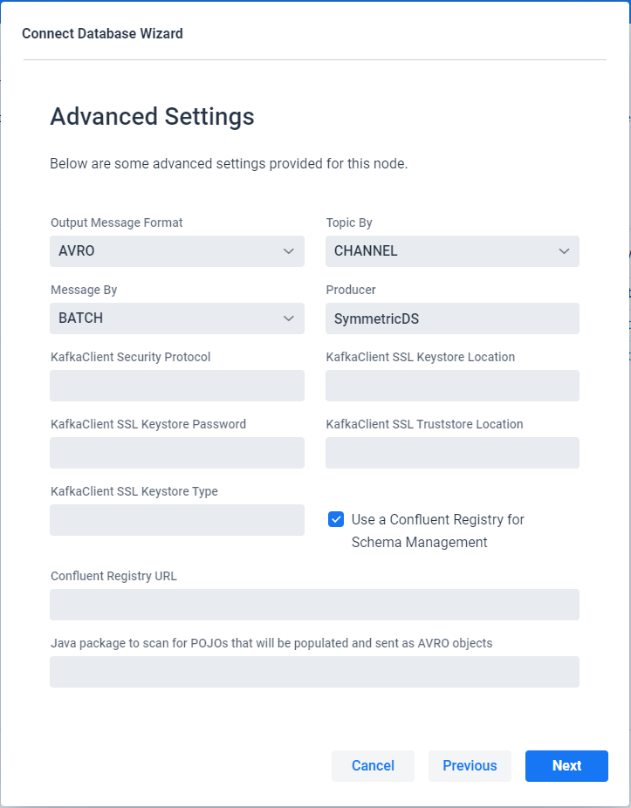 Connect Database Wizard
Advanced Settings
Below are some advanced settings provided for this node.
Output Message Format
AVRO
Topic By
CHANNEL
Message By
BATCH
Producer
SymmetricDS
KafkaClient Security Protocol
KafkaClient SSL Keystore Location
KafkaClient SSL Keystore Password
KafkaClient SSL Truststore Location
KafkaClient SSL Keystore Type
Use a Confluent Registry for
Schema Management
Confluent Registry URL
Java package to scan for POJOs that will be populated and sent as AVRO objects
Cancel
Previous
Next